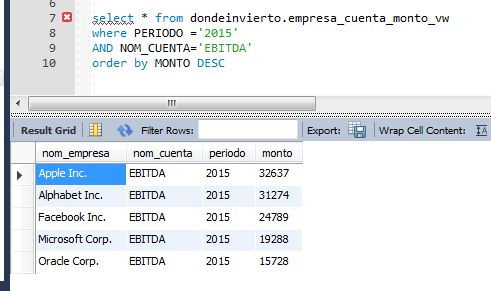 6
7 select * from dondeinvierto.empresa_cuenta_monto_vw
8 where PERIODO ='2015'
9 AND NOM_CUENTA='EBITDA'
10 order by MONTO DESC
Result Grid Filter Rows: Export: Wrap Cell Content:
nom_empresa nom_cuenta periodo monto
Apple Inc. EBITDA 2015 32637
Alphabet Inc. EBITDA 2015 31274
Facebook Inc. EBITDA 2015 24789
Microsoft Corp. EBITDA 2015 19288
Oracle Corp. EBITDA 2015 15728